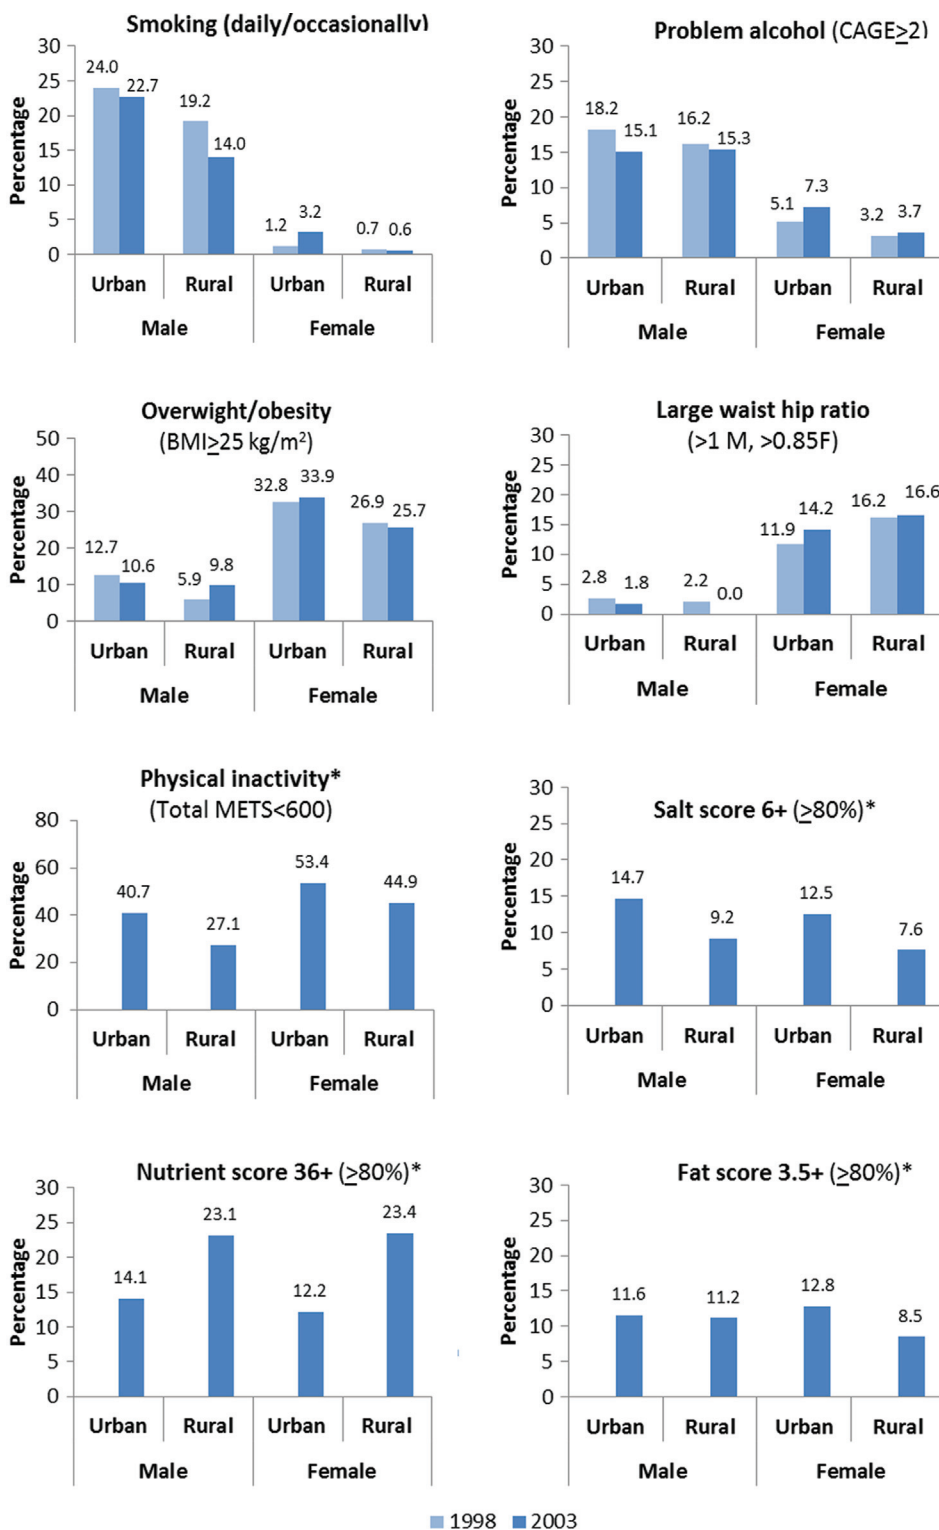 Smoking (daily/occasionally)
Percentage
30
25
20
15
10
5
0
24.0
22.7
19.2
14.0
1.2
3.2
0.7
0.6
Urban
Rural
Urban
Rural
Male
Female
Problem alcohol (CAGE≥2)
Percentage
30
25
20
15
10
5
0
18.2
15.1
16.2
15.3
5.1
7.3
3.2
3.7
Urban
Rural
Urban
Rural
Male
Female
Overwight/obesity
(BMI≥25 kg/m²)
Percentage
50
40
30
20
10
0
12.7
10.6
5.9
9.8
32.8
33.9
26.9
25.7
Urban
Rural
Urban
Rural
Male
Female
Large waist hip ratio
(>1 M, >0.85F)
Percentage
30
25
20
15
10
5
0
2.8
1.8
2.2
0.0
11.9
14.2
16.2
16.6
Urban
Rural
Urban
Rural
Male
Female
Physical inactivity*
(Total METS<600)
Percentage
80
60
40
20
0
40.7
27.1
53.4
44.9
Urban
Rural
Urban
Rural
Male
Female
Salt score 6+ (≥80%)*
Percentage
30
25
20
15
10
5
0
14.7
9.2
12.5
7.6
Urban
Rural
Urban
Rural
Male
Female
Nutrient score 36+ (≥80%)*
Percentage
30
25
20
15
10
5
0
14.1
23.1
12.2
23.4
Urban
Rural
Urban
Rural
Male
Female
Fat score 3.5+ (≥80%)*
Percentage
30
25
20
15
10
5
0
11.6
11.2
12.8
8.5
Urban
Rural
Urban
Rural
Male
Female
1998 2003